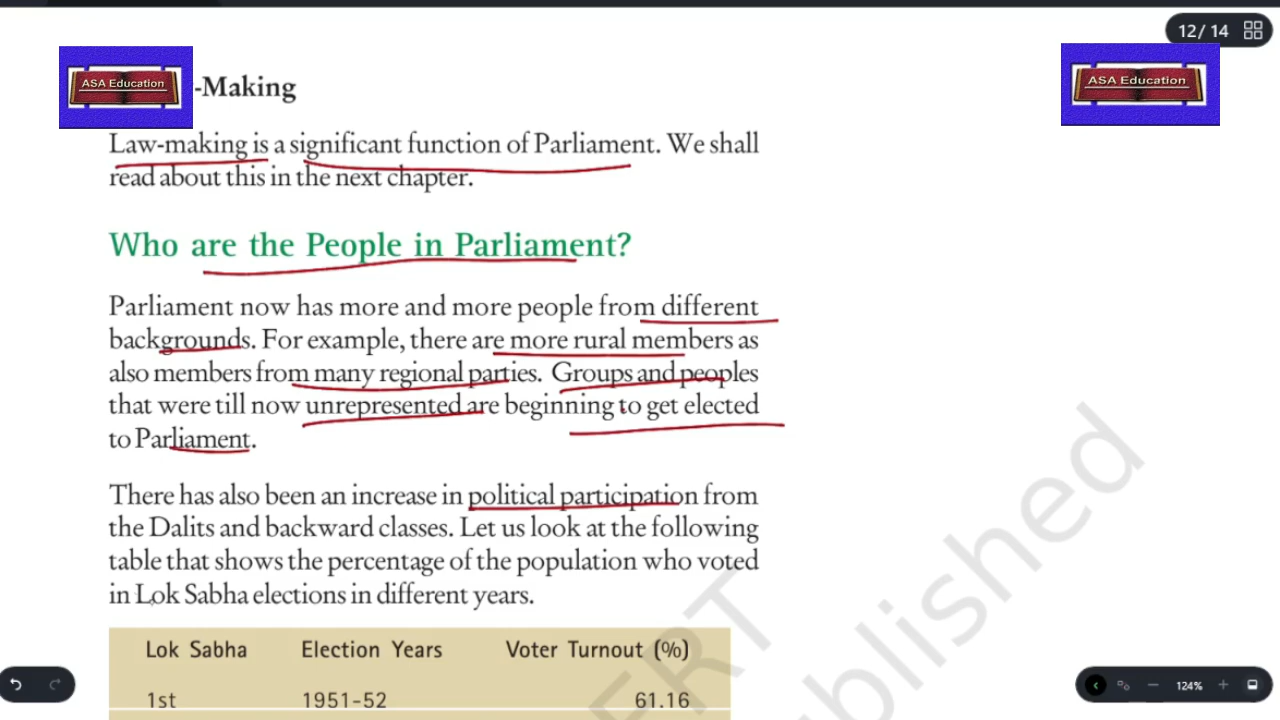 12/ 14
ASA Education
-Making
ASA Education
Law-making is a significant function of Parliament. We shall
read about this in the next chapter.
Who are the People in Parliament?
Parliament now has more and more people from different
backgrounds. For example, there are more rural members as
also members from many regional parties. Groups and peoples
that were till now unrepresented are beginning to get elected
to Parliament.
There has also been an increase in political participation from
the Dalits and backward classes. Let us look at the following
table that shows the percentage of the population who voted
in Lok Sabha elections in different years.
Lok Sabha Election Years Voter Turnout (%)
1st 1951-52 61.16
124%